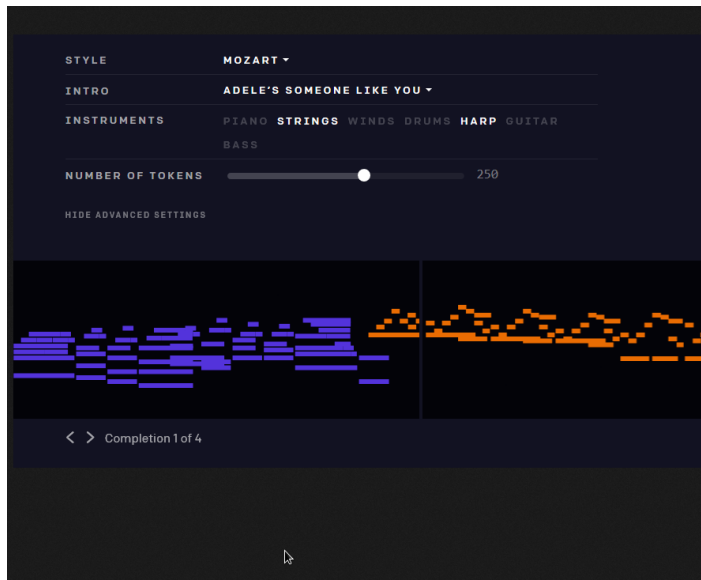 STYLE MOZART
INTRO ADELE'S SOMEONE LIKE YOU
INSTRUMENTS PIANO STRINGS WINDS DRUMS HARP GUITAR
BASS
NUMBER OF TOKENS 250
HIDE ADVANCED SETTINGS
Completion 1 of 4